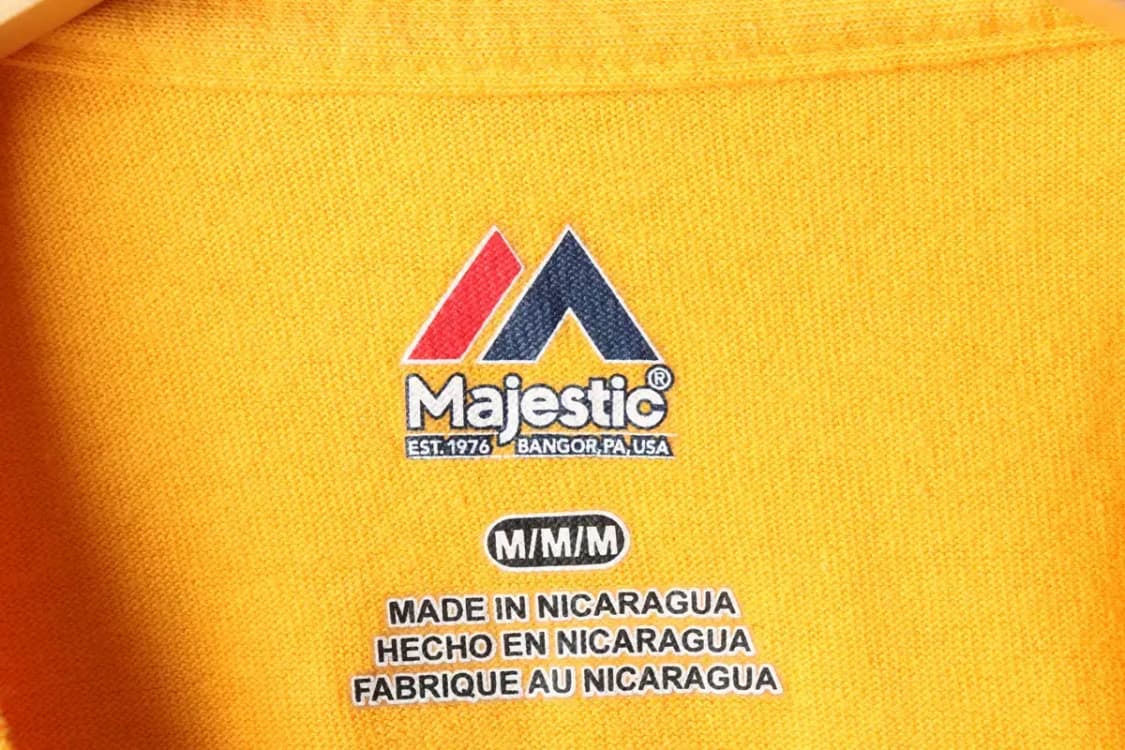 Majestic®
EST. 1976 BANGOR, PA, USA
M/M/M
MADE IN NICARAGUA
HECHO EN NICARAGUA
FABRIQUE AU NICARAGUA